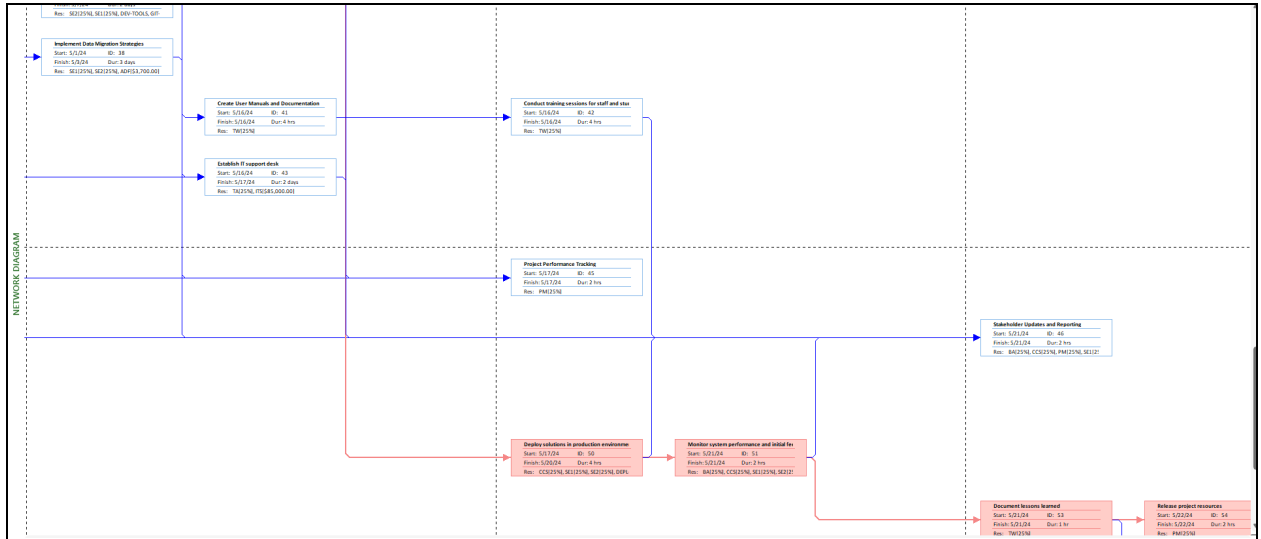 Res: SE2[25%], SE1[25%], DEV-TOOLS, GIT-
Implement Data Migration Strategies
Start: 5/1/24 ID: 38
Finish: 5/3/24 Dur: 3 days
Res: SE1[25%], SE2[25%], ADF[$3,700.00]
Create User Manuals and Documentation
Start: 5/16/24 ID: 41
Finish: 5/16/24 Dur: 4 hrs
Res: TW[25%]
Conduct training sessions for staff and stud
Start: 5/16/24 ID: 42
Finish: 5/16/24 Dur: 4 hrs
Res: TW[25%]
Establish IT support desk
Start: 5/16/24 ID: 43
Finish: 5/17/24 Dur: 2 days
Res: TA[25%], ITS[$85,000.00]
NETWORK DIAGRAM
Project Performance Tracking
Start: 5/17/24 ID: 45
Finish: 5/17/24 Dur: 2 hrs
Res: PM[25%]
Stakeholder Updates and Reporting
Start: 5/21/24 ID: 46
Finish: 5/21/24 Dur: 2 hrs
Res: BA[25%], CCS[25%], PM[25%], SE1[25
Deploy solutions in production environme
Start: 5/17/24 ID: 50
Finish: 5/20/24 Dur: 4 hrs
Res: CCS[25%], SE1[25%], SE2[25%], DEPL
Monitor system performance and initial fee
Start: 5/21/24 ID: 51
Finish: 5/21/24 Dur: 2 hrs
Res: BA[25%], CCS[25%], SE1[25%], SE2[25
Document lessons learned
Start: 5/21/24 ID: 53
Finish: 5/21/24 Dur: 1 hr
Res: TW[25%]
Release project resources
Start: 5/22/24 ID: 54
Finish: 5/22/24 Dur: 2 hrs
Res: PM[25%]